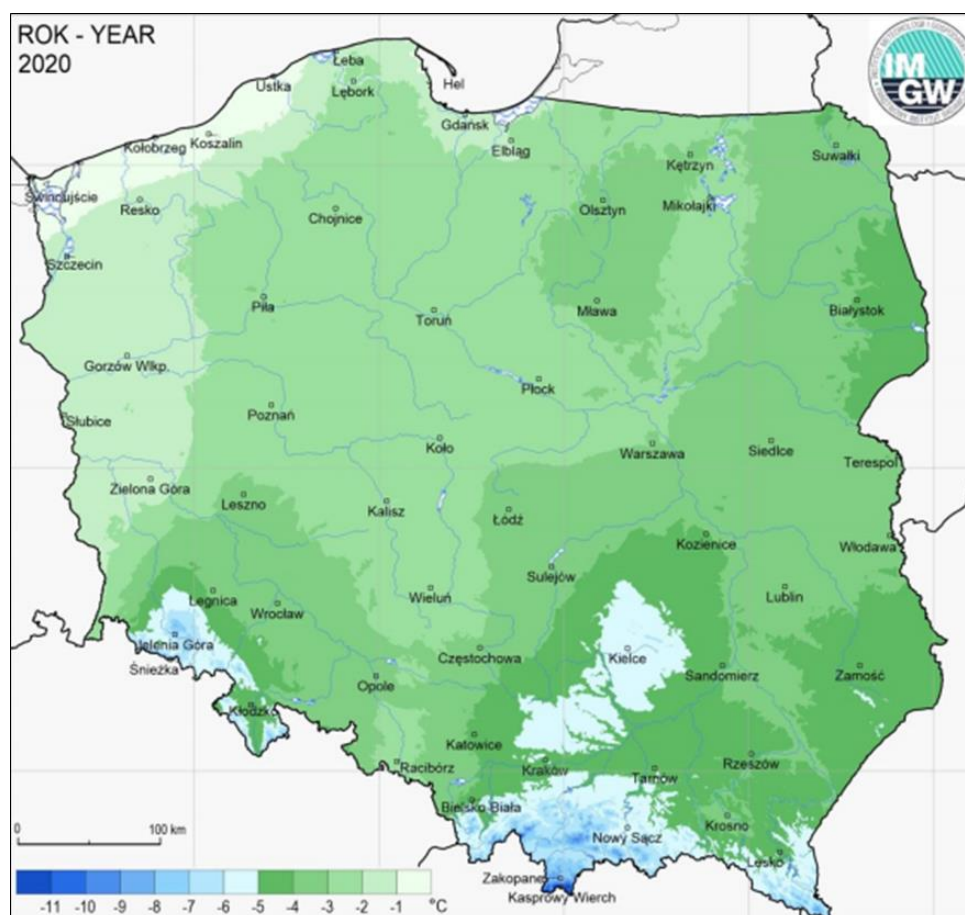 ROK - YEAR
2020
IM
GW
Łeba
Ustka
Lębork
Hel
Gdańsk
Koszalin
Kołobrzeg
Elbląg
Kętrzyn
Suwałki
Świnoujście
Resko
Chojnice
Olsztyn
Mikołajki
Szczecin
Piła
Toruń
Mława
Białystok
Gorzów Wlkp.
Płock
Słubice
Poznań
Koło
Warszawa
Siedlce
Terespol
Zielona Góra
Leszno
Kalisz
Łódź
Kozienice
Włodawa
Sulejów
Legnica
Wrocław
Wieluń
Lublin
Jelenia Góra
Śnieżka
Częstochowa
Kielce
Sandomierz
Zamość
Opole
Kłodzko
Katowice
Racibórz
Kraków
Tarnów
Rzeszów
Bielsko Biała
Nowy Sącz
Krosno
Lesko
Zakopane
Kasprowy Wierch
0 100 km
-11 -10 -9 -8 -7 -6 -5 -4 -3 -2 -1 °C